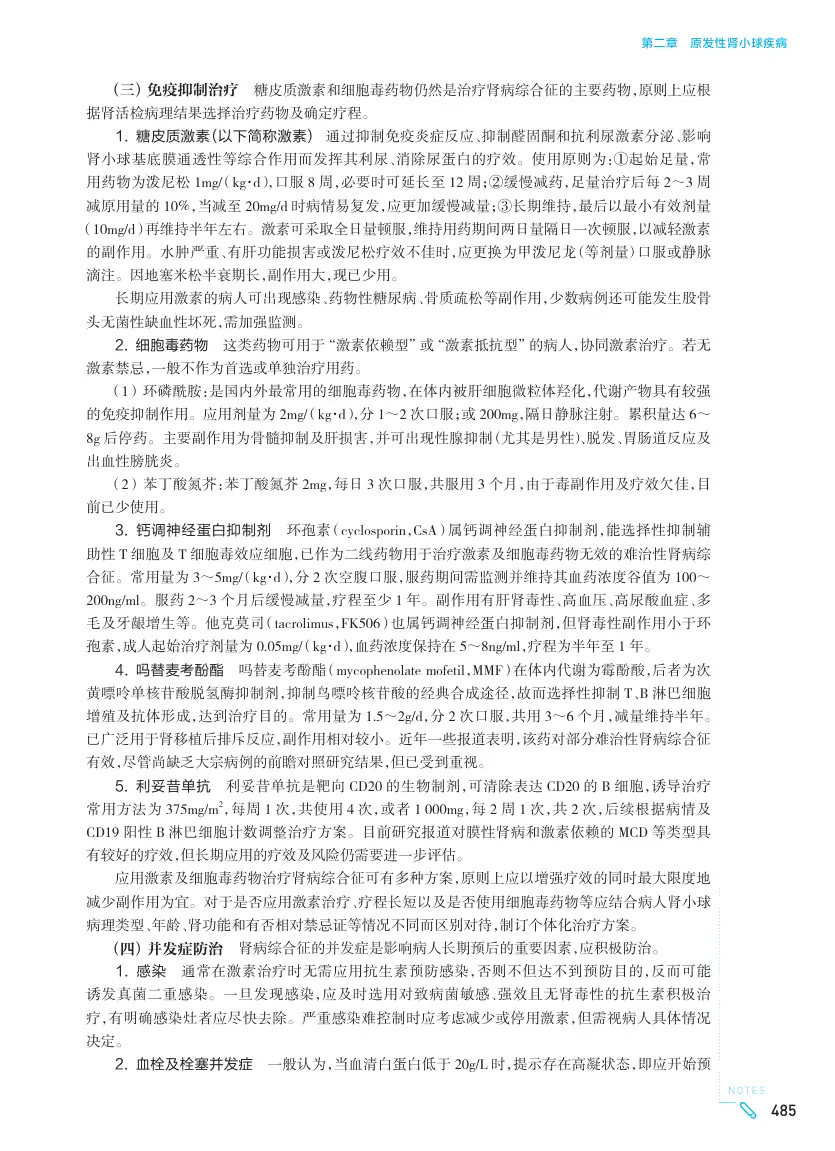 第二章 原发性肾小球疾病
（三）免疫抑制治疗 糖皮质激素和细胞毒药物仍然是治疗肾病综合征的主要药物，原则上应根
据肾活检病理结果选择治疗药物及确定疗程。
1. 糖皮质激素（以下简称激素） 通过抑制免疫炎症反应、抑制醛固酮和抗利尿激素分泌、影响
肾小球基底膜通透性等综合作用而发挥其利尿、消除尿蛋白的疗效。使用原则为：①起始足量，常
用药物为泼尼松 1mg/（kg·d），口服 8 周，必要时可延长至 12 周；②缓慢减药，足量治疗后每 2～3 周
减原用量的 10%，当减至 20mg/d 时病情易复发，应更加缓慢减量；③长期维持，最后以最小有效剂量
（10mg/d）再维持半年左右。激素可采取全日量顿服，维持用药期间两日量隔日一次顿服，以减轻激素
的副作用。水肿严重、有肝功能损害或泼尼松疗效不佳时，应更换为甲泼尼龙（等剂量）口服或静脉
滴注。因地塞米松半衰期长，副作用大，现已少用。
长期应用激素的病人可出现感染、药物性糖尿病、骨质疏松等副作用，少数病例还可能发生股骨
头无菌性缺血性坏死，需加强监测。
2. 细胞毒药物 这类药物可用于“激素依赖型”或“激素抵抗型”的病人，协同激素治疗。若无
激素禁忌，一般不作为首选或单独治疗用药。
（1）环磷酰胺：是国内外最常用的细胞毒药物，在体内被肝细胞微粒体羟化，代谢产物具有较强
的免疫抑制作用。应用剂量为 2mg/（kg·d），分 1～2 次口服；或 200mg，隔日静脉注射。累积量达 6～
8g 后停药。主要副作用为骨髓抑制及肝损害，并可出现性腺抑制（尤其是男性）、脱发、胃肠道反应及
出血性膀胱炎。
（2）苯丁酸氮芥：苯丁酸氮芥 2mg，每日 3 次口服，共服用 3 个月，由于毒副作用及疗效欠佳，目
前已少使用。
3. 钙调神经蛋白抑制剂 环孢素（cyclosporin，CsA）属钙调神经蛋白抑制剂，能选择性抑制辅
助性 T 细胞及 T 细胞毒效应细胞，已作为二线药物用于治疗激素及细胞毒药物无效的难治性肾病综
合征。常用量为 3～5mg/（kg·d），分 2 次空腹口服，服药期间需监测并维持其血药浓度谷值为 100～
200ng/ml。服药 2～3 个月后缓慢减量，疗程至少 1 年。副作用有肝肾毒性、高血压、高尿酸血症、多
毛及牙龈增生等。他克莫司（tacrolimus，FK506）也属钙调神经蛋白抑制剂，但肾毒性副作用小于环
孢素，成人起始治疗剂量为 0.05mg/（kg·d），血药浓度保持在 5～8ng/ml，疗程为半年至 1 年。
4. 吗替麦考酚酯 吗替麦考酚酯（mycophenolate mofetil，MMF）在体内代谢为霉酚酸，后者为次
黄嘌呤单核苷酸脱氢酶抑制剂，抑制鸟嘌呤核苷酸的经典合成途径，故而选择性抑制 T、B 淋巴细胞
增殖及抗体形成，达到治疗目的。常用量为 1.5～2g/d，分 2 次口服，共用 3～6 个月，减量维持半年。
已广泛用于肾移植后排斥反应，副作用相对较小。近年一些报道表明，该药对部分难治性肾病综合征
有效，尽管尚缺乏大宗病例的前瞻对照研究结果，但已受到重视。
5. 利妥昔单抗 利妥昔单抗是靶向 CD20 的生物制剂，可清除表达 CD20 的 B 细胞，诱导治疗
常用方法为 375mg/m²，每周 1 次，共使用 4 次，或者 1 000mg，每 2 周 1 次，共 2 次，后续根据病情及
CD19 阳性 B 淋巴细胞计数调整治疗方案。目前研究报道对膜性肾病和激素依赖的 MCD 等类型具
有较好的疗效，但长期应用的疗效及风险仍需要进一步评估。
应用激素及细胞毒药物治疗肾病综合征可有多种方案，原则上应以增强疗效的同时最大限度地
减少副作用为宜。对于是否应用激素治疗、疗程长短以及是否使用细胞毒药物等应结合病人肾小球
病理类型、年龄、肾功能和有否相对禁忌证等情况不同而区别对待，制订个体化治疗方案。
（四）并发症防治 肾病综合征的并发症是影响病人长期预后的重要因素，应积极防治。
1. 感染 通常在激素治疗时无需应用抗生素预防感染，否则不但达不到预防目的，反而可能
诱发真菌二重感染。一旦发现感染，应及时选用对致病菌敏感、强效且无肾毒性的抗生素积极治
疗，有明确感染灶者应尽快去除。严重感染难控制时应考虑减少或停用激素，但需视病人具体情况
决定。
2. 血栓及栓塞并发症 一般认为，当血清白蛋白低于 20g/L 时，提示存在高凝状态，即应开始预
NOTES
485